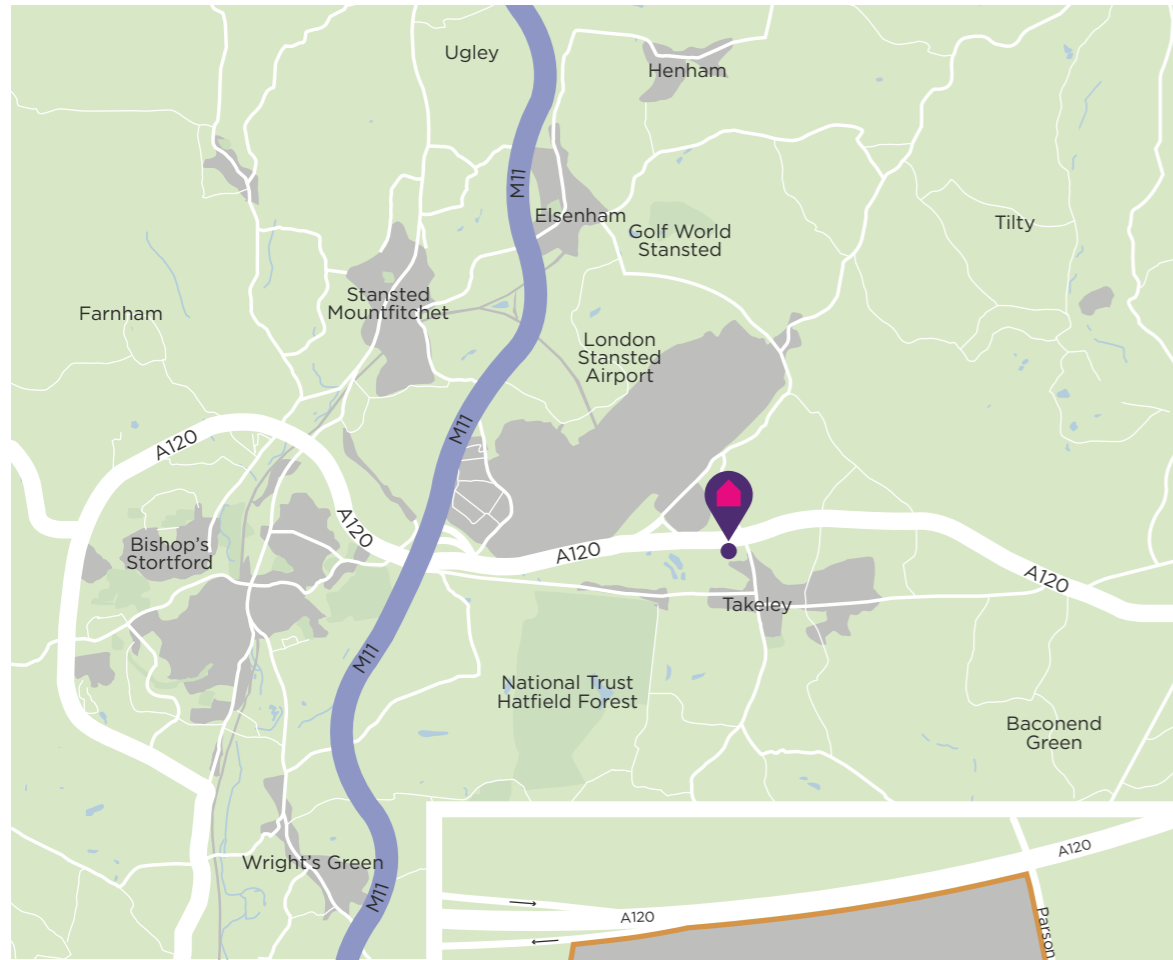 Ugley
Henham
M11
Elsenham
Golf World
Stansted
Tilty
Stansted
Mountfitchet
Farnham
London
Stansted
Airport
A120
M11
A120
Bishop's
Stortford
A120
A120
Takeley
M11
National Trust
Hatfield Forest
Baconend
Green
Wright's Green
M11
A120
A120
Parson